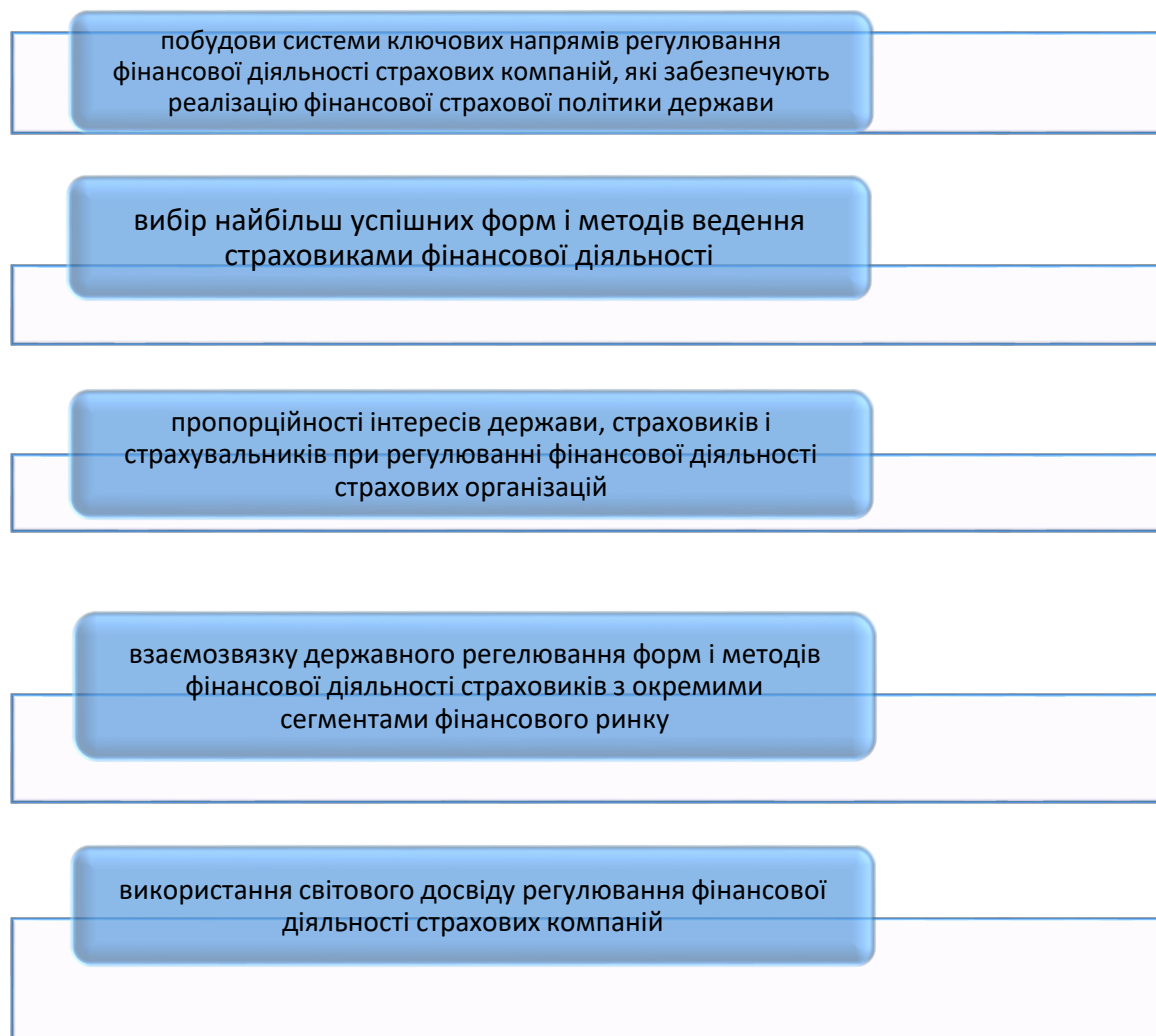 побудови системи ключових напрямів регулювання
фінансової діяльності страхових компаній, які забезпечують
реалізацію фінансової страхової політики держави
вибір найбільш успішних форм і методів ведення
страховиками фінансової діяльності
пропорційності інтересів держави, страховиків і
страхувальників при регулюванні фінансової діяльності
страхових організацій
взаємозвязку державного регелювання форм і методів
фінансової діяльності страховиків з окремими
сегментами фінансового ринку
використання світового досвіду регулювання фінансової
діяльності страхових компаній